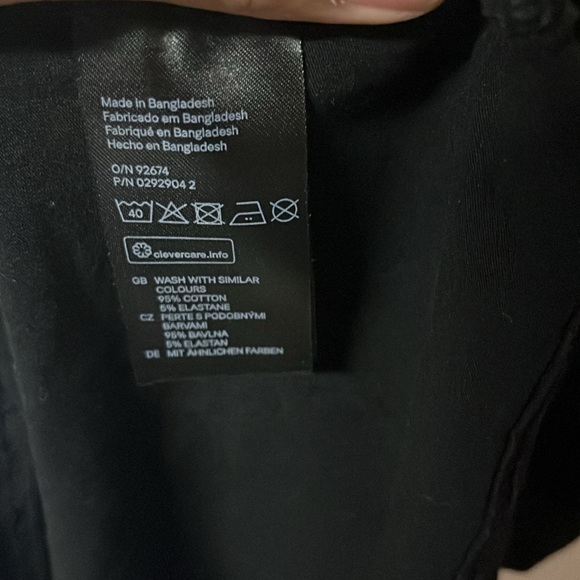 Made in Bangladesh
Fabricado em Bangladesh
Fabriqué en Bangladesh
Hecho en Bangladesh
O/N 92674
P/N 0292904 2
40
clevercare.info
GB WASH WITH SIMILAR
COLOURS
95% COTTON
5% ELASTANE
CZ PERTE S PODOBNÝMI
BARVAMI
95% BAVLNA
5% ELASTAN
DE MIT ÄHNLICHEN FARBEN